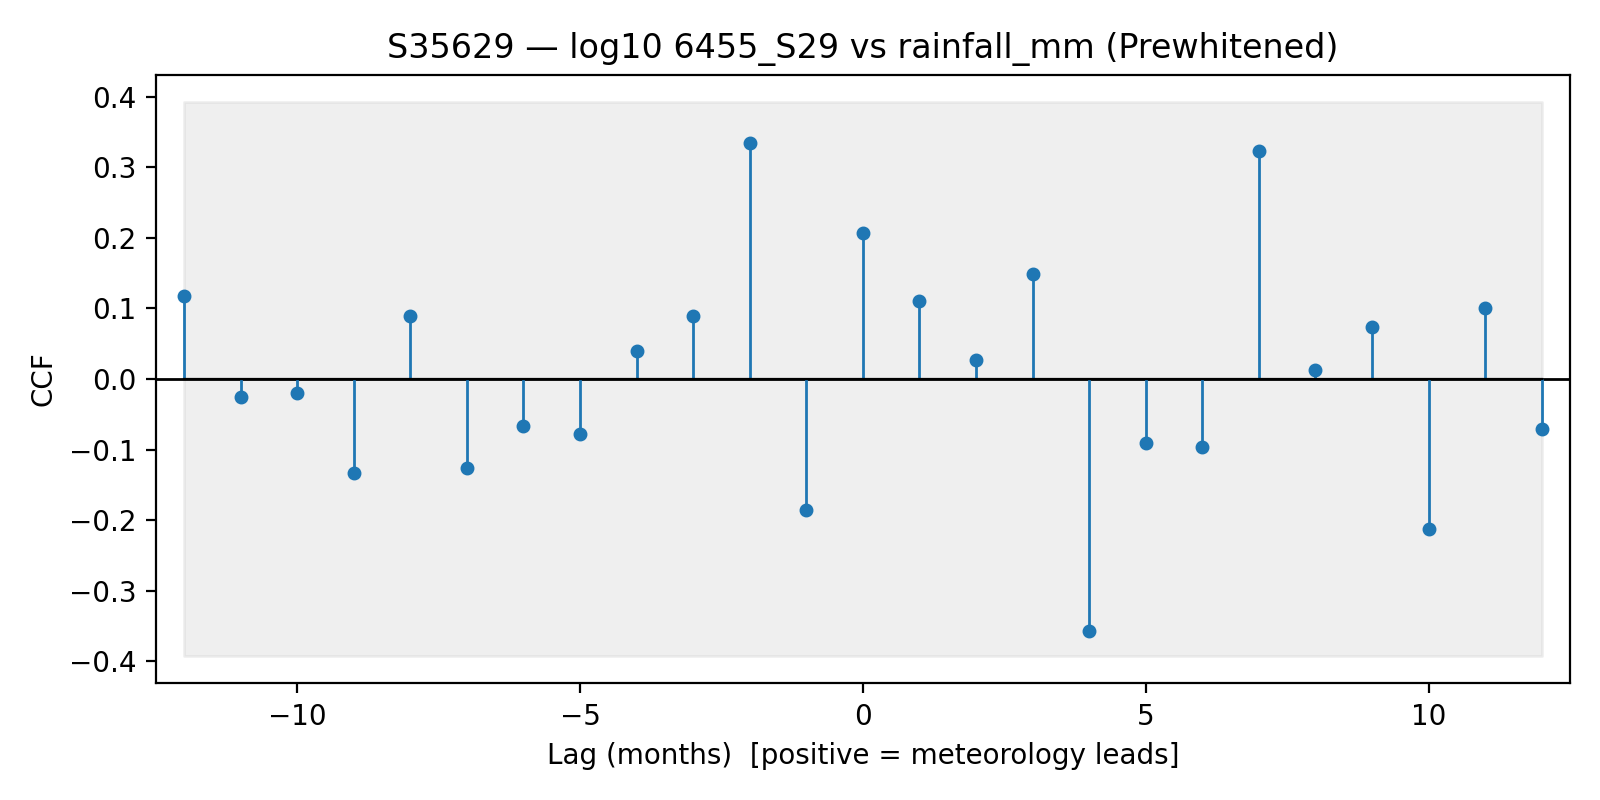 S35629 — log10 6455_S29 vs rainfall_mm (Prewhitened)
0.4
0.3
0.2
0.1
0.0
−0.1
−0.2
−0.3
−0.4
CCF
−10 −5 0 5 10
Lag (months)  [positive = meteorology leads]